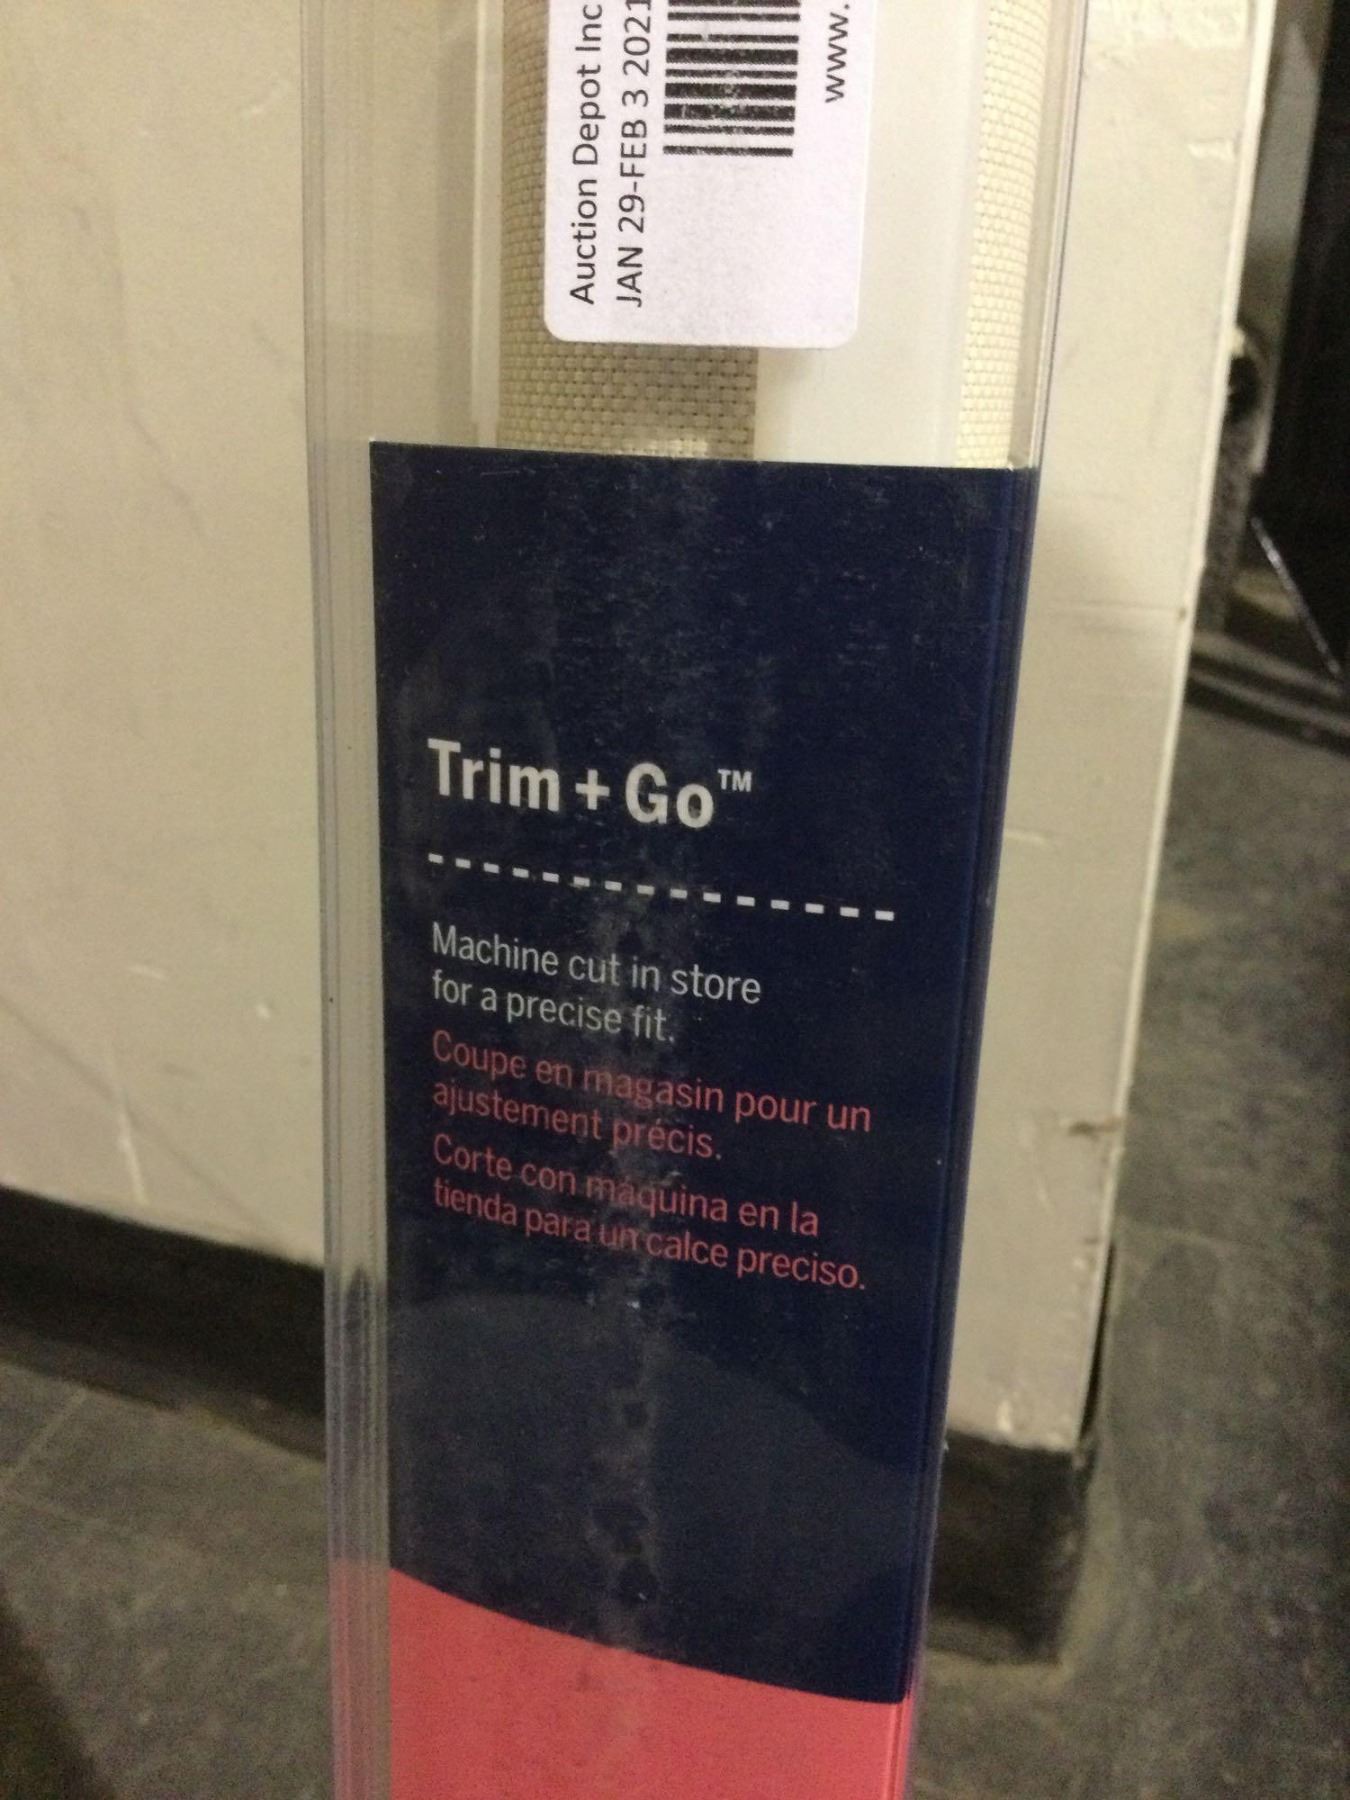 Auction Depot Inc
JAN 29-FEB 3 2021
www.
Trim + Go™
Machine cut in store
for a precise fit.
Coupe en magasin pour un
ajustement précis.
Corte con máquina en la
tienda para un calce preciso.